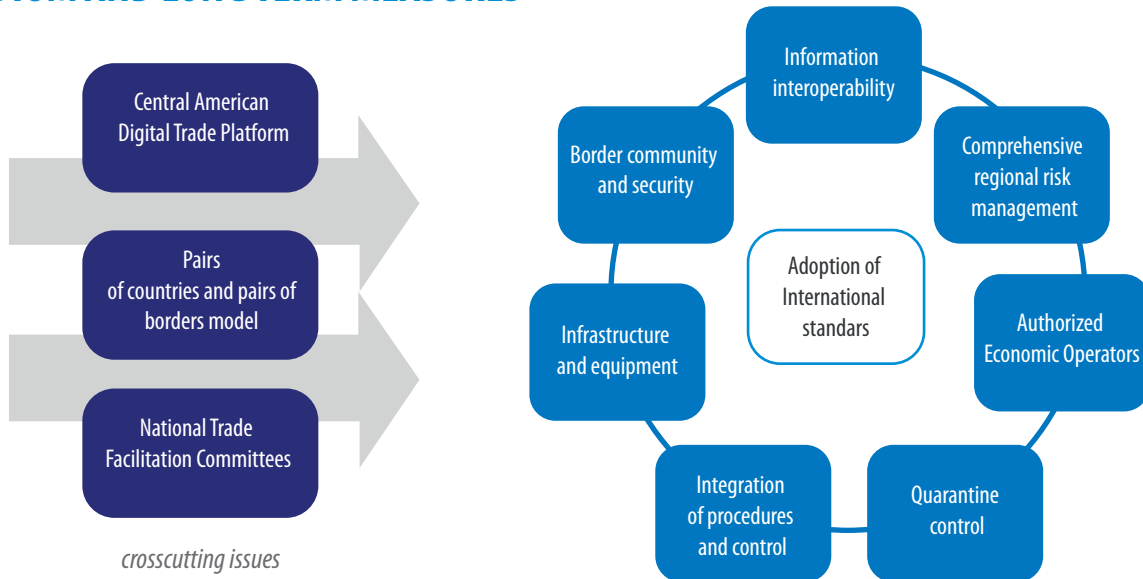 Central American
Digital Trade Platform
Pairs
of countries and pairs of
borders model
National Trade
Facilitation Committees
crosscutting issues
Information
interoperability
Comprehensive
regional risk
management
Authorized
Economic Operators
Quarantine
control
Integration
of procedures
and control
Infrastructure
and equipment
Border community
and security
Adoption of
International
standars